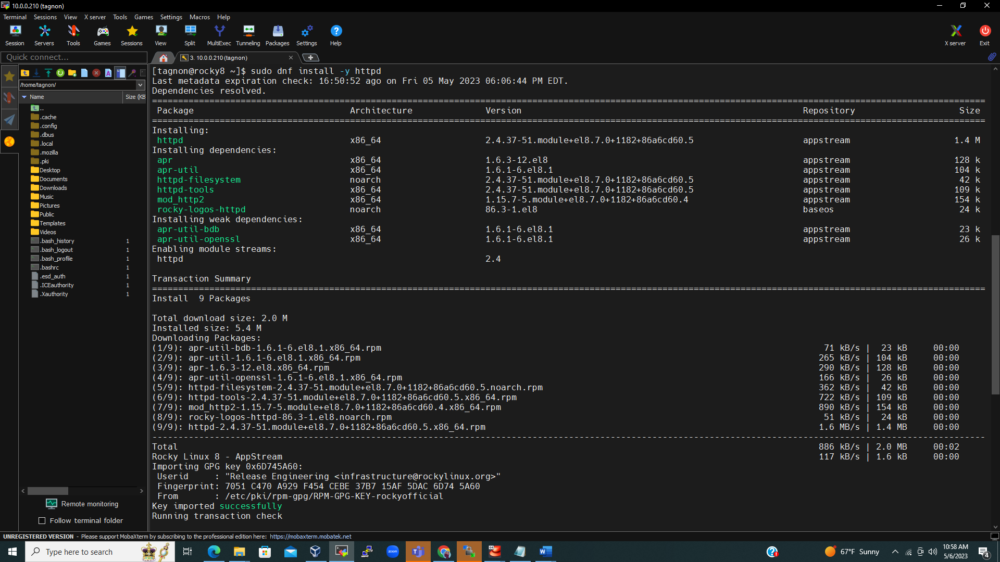 10.0.0.210 (tagnon)
Terminal Sessions View X server Tools Games Settings Macros Help
Session Servers Tools Games Sessions View Split MultiExec Tunneling Packages Settings Help X server Exit
Quick connect...
3. 10.0.0.210 (tagnon)
/home/tagnon/
Name Size (KB
..
.cache
.config
.dbus
.local
.mozilla
.pki
Desktop
Documents
Downloads
Music
Pictures
Public
Templates
Videos
.bash_history 1
.bash_logout 1
.bash_profile 1
.bashrc 1
.esd_auth 1
.ICEauthority 1
.Xauthority 1
Remote monitoring
Follow terminal folder
[tagnon@rocky8 ~]$ sudo dnf install -y httpd
Last metadata expiration check: 16:50:52 ago on Fri 05 May 2023 06:06:44 PM EDT.
Dependencies resolved.
Package Architecture Version Repository Size
Installing:
httpd x86_64 2.4.37-51.module+el8.7.0+1182+86a6cd60.5 appstream 1.4 M
Installing dependencies:
apr x86_64 1.6.3-12.el8 appstream 128 k
apr-util x86_64 1.6.1-6.el8.1 appstream 104 k
httpd-filesystem noarch 2.4.37-51.module+el8.7.0+1182+86a6cd60.5 appstream 42 k
httpd-tools x86_64 2.4.37-51.module+el8.7.0+1182+86a6cd60.5 appstream 109 k
mod_http2 x86_64 1.15.7-5.module+el8.7.0+1182+86a6cd60.4 appstream 154 k
rocky-logos-httpd noarch 86.3-1.el8 baseos 24 k
Installing weak dependencies:
apr-util-bdb x86_64 1.6.1-6.el8.1 appstream 23 k
apr-util-openssl x86_64 1.6.1-6.el8.1 appstream 26 k
Enabling module streams:
httpd 2.4
Transaction Summary
Install 9 Packages
Total download size: 2.0 M
Installed size: 5.4 M
Downloading Packages:
(1/9): apr-util-bdb-1.6.1-6.el8.1.x86_64.rpm 71 kB/s | 23 kB 00:00
(2/9): apr-util-1.6.1-6.el8.1.x86_64.rpm 265 kB/s | 104 kB 00:00
(3/9): apr-1.6.3-12.el8.x86_64.rpm 290 kB/s | 128 kB 00:00
(4/9): apr-util-openssl-1.6.1-6.el8.1.x86_64.rpm 166 kB/s | 26 kB 00:00
(5/9): httpd-filesystem-2.4.37-51.module+el8.7.0+1182+86a6cd60.5.noarch.rpm 362 kB/s | 42 kB 00:00
(6/9): httpd-tools-2.4.37-51.module+el8.7.0+1182+86a6cd60.5.x86_64.rpm 722 kB/s | 109 kB 00:00
(7/9): mod_http2-1.15.7-5.module+el8.7.0+1182+86a6cd60.4.x86_64.rpm 890 kB/s | 154 kB 00:00
(8/9): rocky-logos-httpd-86.3-1.el8.noarch.rpm 51 kB/s | 24 kB 00:00
(9/9): httpd-2.4.37-51.module+el8.7.0+1182+86a6cd60.5.x86_64.rpm 1.6 MB/s | 1.4 MB 00:00
Total 886 kB/s | 2.0 MB 00:02
Rocky Linux 8 - AppStream 117 kB/s | 1.6 kB 00:00
Importing GPG key 0x6D745A60:
Userid : "Release Engineering <infrastructure@rockylinux.org>"
Fingerprint: 7051 C470 A929 F454 CEBE 37B7 15AF 5DAC 6D74 5A60
From : /etc/pki/rpm-gpg/RPM-GPG-KEY-rockyofficial
Key imported successfully
Running transaction check
UNREGISTERED VERSION - Please support MobaXterm by subscribing to the professional edition here: https://mobaxterm.mobatek.net
Type here to search
zoom
67°F Sunny
10:58 AM
5/6/2023
4